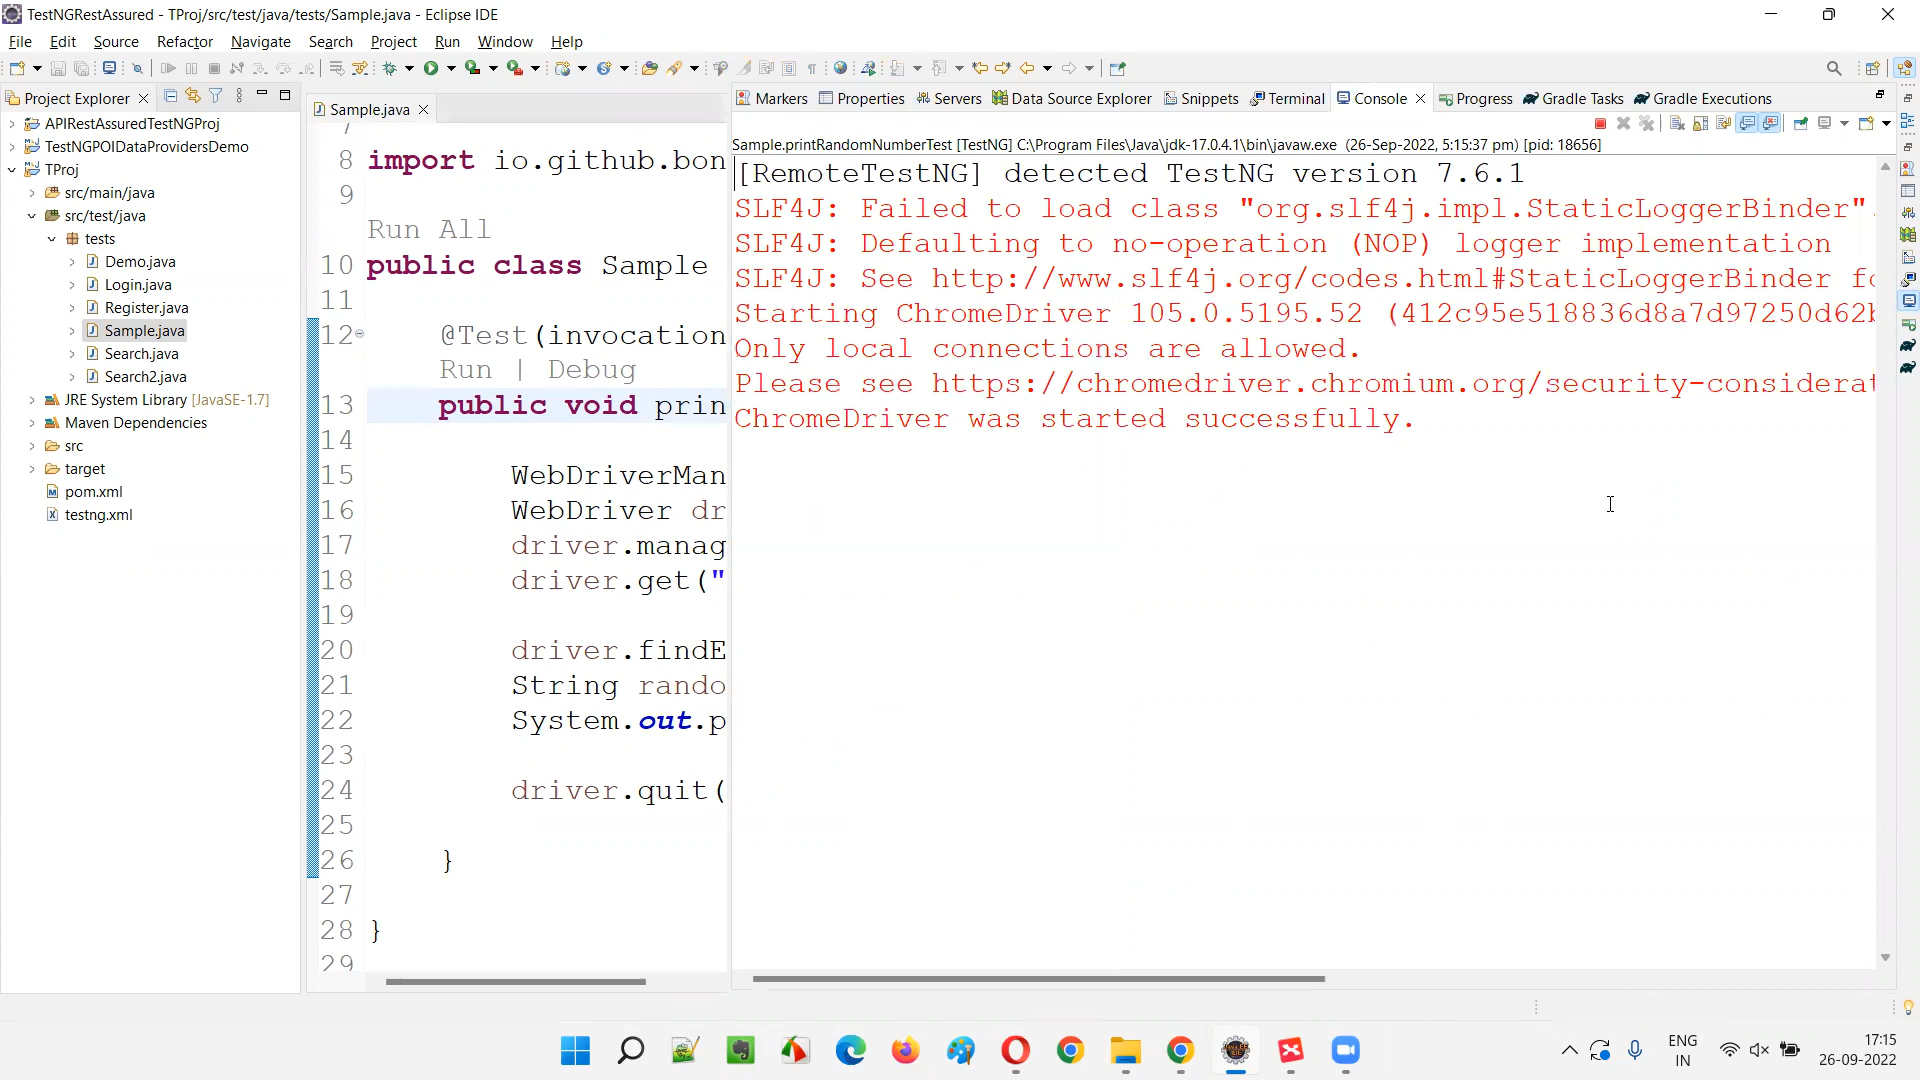 TestNGRestAssured - TProj/src/test/java/tests/Sample.java - Eclipse IDE
File Edit Source Refactor Navigate Search Project Run Window Help
Project Explorer
APIRestAssuredTestNGProj
TestNGPOIDataProvidersDemo
TProj
src/main/java
src/test/java
tests
Demo.java
Login.java
Register.java
Sample.java
Search.java
Search2.java
JRE System Library [JavaSE-1.7]
Maven Dependencies
src
target
pom.xml
testng.xml
Sample.java
7
8 import io.github.bon
9
Run All
10 public class Sample
11
12 @Test(invocation
Run | Debug
13 public void prin
14
15 WebDriverMan
16 WebDriver dr
17 driver.manag
18 driver.get("
19
20 driver.findE
21 String rando
22 System.out.p
23
24 driver.quit(
25
26 }
27
28 }
29
Markers Properties Servers Data Source Explorer Snippets Terminal Console Progress Gradle Tasks Gradle Executions
Sample.printRandomNumberTest [TestNG] C:\Program Files\Java\jdk-17.0.4.1\bin\javaw.exe (26-Sep-2022, 5:15:37 pm) [pid: 18656]
[RemoteTestNG] detected TestNG version 7.6.1
SLF4J: Failed to load class "org.slf4j.impl.StaticLoggerBinder".
SLF4J: Defaulting to no-operation (NOP) logger implementation
SLF4J: See http://www.slf4j.org/codes.html#StaticLoggerBinder fo
Starting ChromeDriver 105.0.5195.52 (412c95e518836d8a7d97250d62b
Only local connections are allowed.
Please see https://chromedriver.chromium.org/security-considerat
ChromeDriver was started successfully.
ENG
IN
17:15
26-09-2022